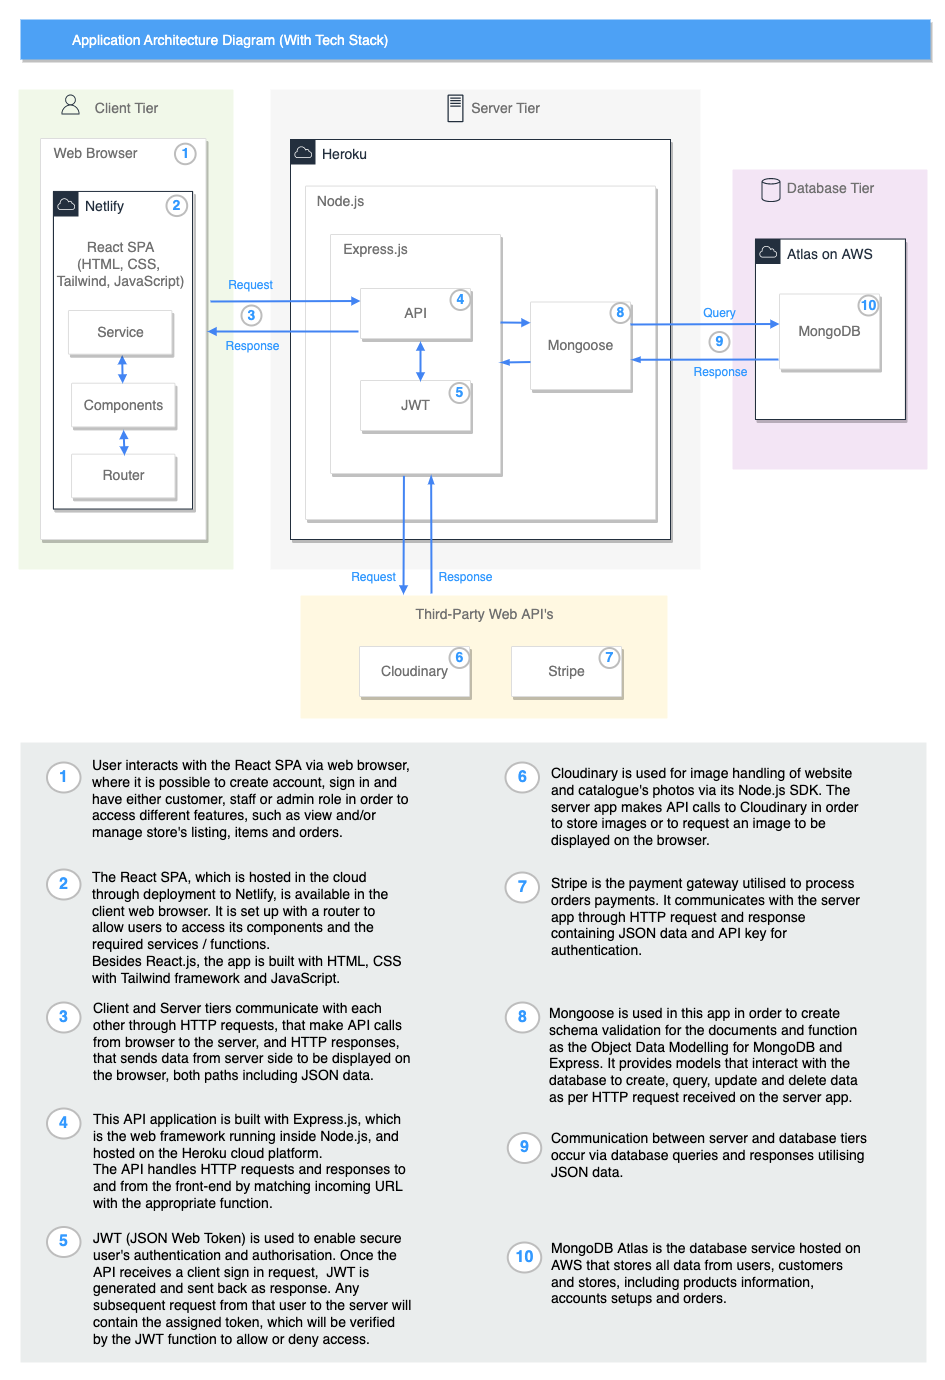 Application Architecture Diagram (With Tech Stack)
Client Tier
Server Tier
Web Browser
1
Heroku
Netlify
2
Node.js
Database Tier
React SPA
(HTML, CSS,
Tailwind, JavaScript)
Express.js
Atlas on AWS
Request
API
4
8
Query
10
Service
3
Mongoose
MongoDB
Response
9
Response
Components
JWT
5
Router
Request
Response
Third-Party Web API's
Cloudinary
6
Stripe
7
1
User interacts with the React SPA via web browser,
where it is possible to create account, sign in and
have either customer, staff or admin role in order to
access different features, such as view and/or
manage store's listing, items and orders.
2
The React SPA, which is hosted in the cloud
through deployment to Netlify, is available in the
client web browser. It is set up with a router to
allow users to access its components and the
required services / functions.
Besides React.js, the app is built with HTML, CSS
with Tailwind framework and JavaScript.
3
Client and Server tiers communicate with each
other through HTTP requests, that make API calls
from browser to the server, and HTTP responses,
that sends data from server side to be displayed on
the browser, both paths including JSON data.
4
This API application is built with Express.js, which
is the web framework running inside Node.js, and
hosted on the Heroku cloud platform.
The API handles HTTP requests and responses to
and from the front-end by matching incoming URL
with the appropriate function.
5
JWT (JSON Web Token) is used to enable secure
user's authentication and authorisation. Once the
API receives a client sign in request, JWT is
generated and sent back as response. Any
subsequent request from that user to the server will
contain the assigned token, which will be verified
by the JWT function to allow or deny access.
6
Cloudinary is used for image handling of website
and catalogue's photos via its Node.js SDK. The
server app makes API calls to Cloudinary in order
to store images or to request an image to be
displayed on the browser.
7
Stripe is the payment gateway utilised to process
orders payments. It communicates with the server
app through HTTP request and response
containing JSON data and API key for
authentication.
8
Mongoose is used in this app in order to create
schema validation for the documents and function
as the Object Data Modelling for MongoDB and
Express. It provides models that interact with the
database to create, query, update and delete data
as per HTTP request received on the server app.
9
Communication between server and database tiers
occur via database queries and responses utilising
JSON data.
10
MongoDB Atlas is the database service hosted on
AWS that stores all data from users, customers
and stores, including products information,
accounts setups and orders.